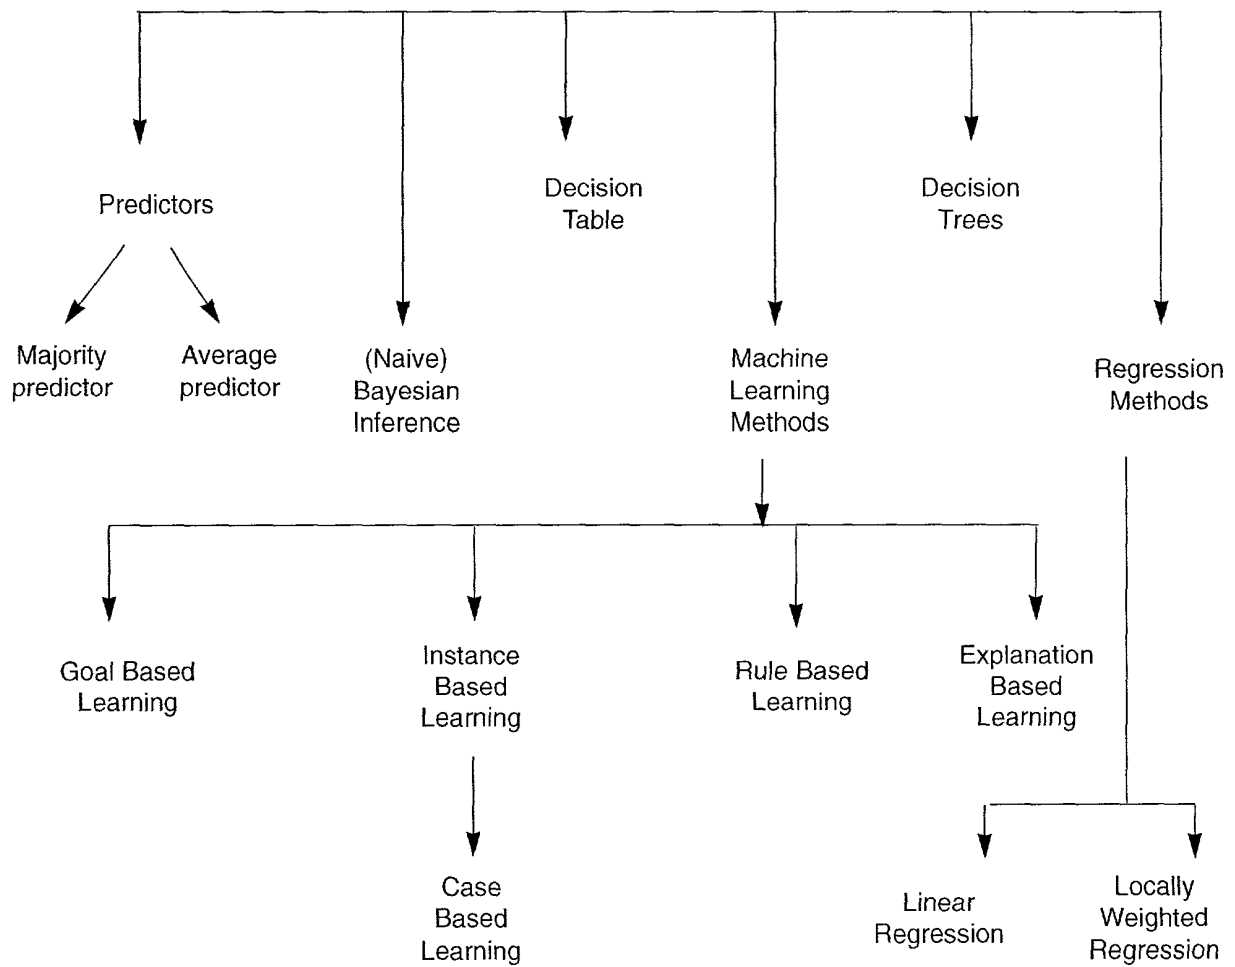 Predictors
Decision
Table
Decision
Trees
Majority
predictor
Average
predictor
(Naive)
Bayesian
Inference
Machine
Learning
Methods
Regression
Methods
Goal Based
Learning
Instance
Based
Learning
Rule Based
Learning
Explanation
Based
Learning
Case
Based
Learning
Linear
Regression
Locally
Weighted
Regression